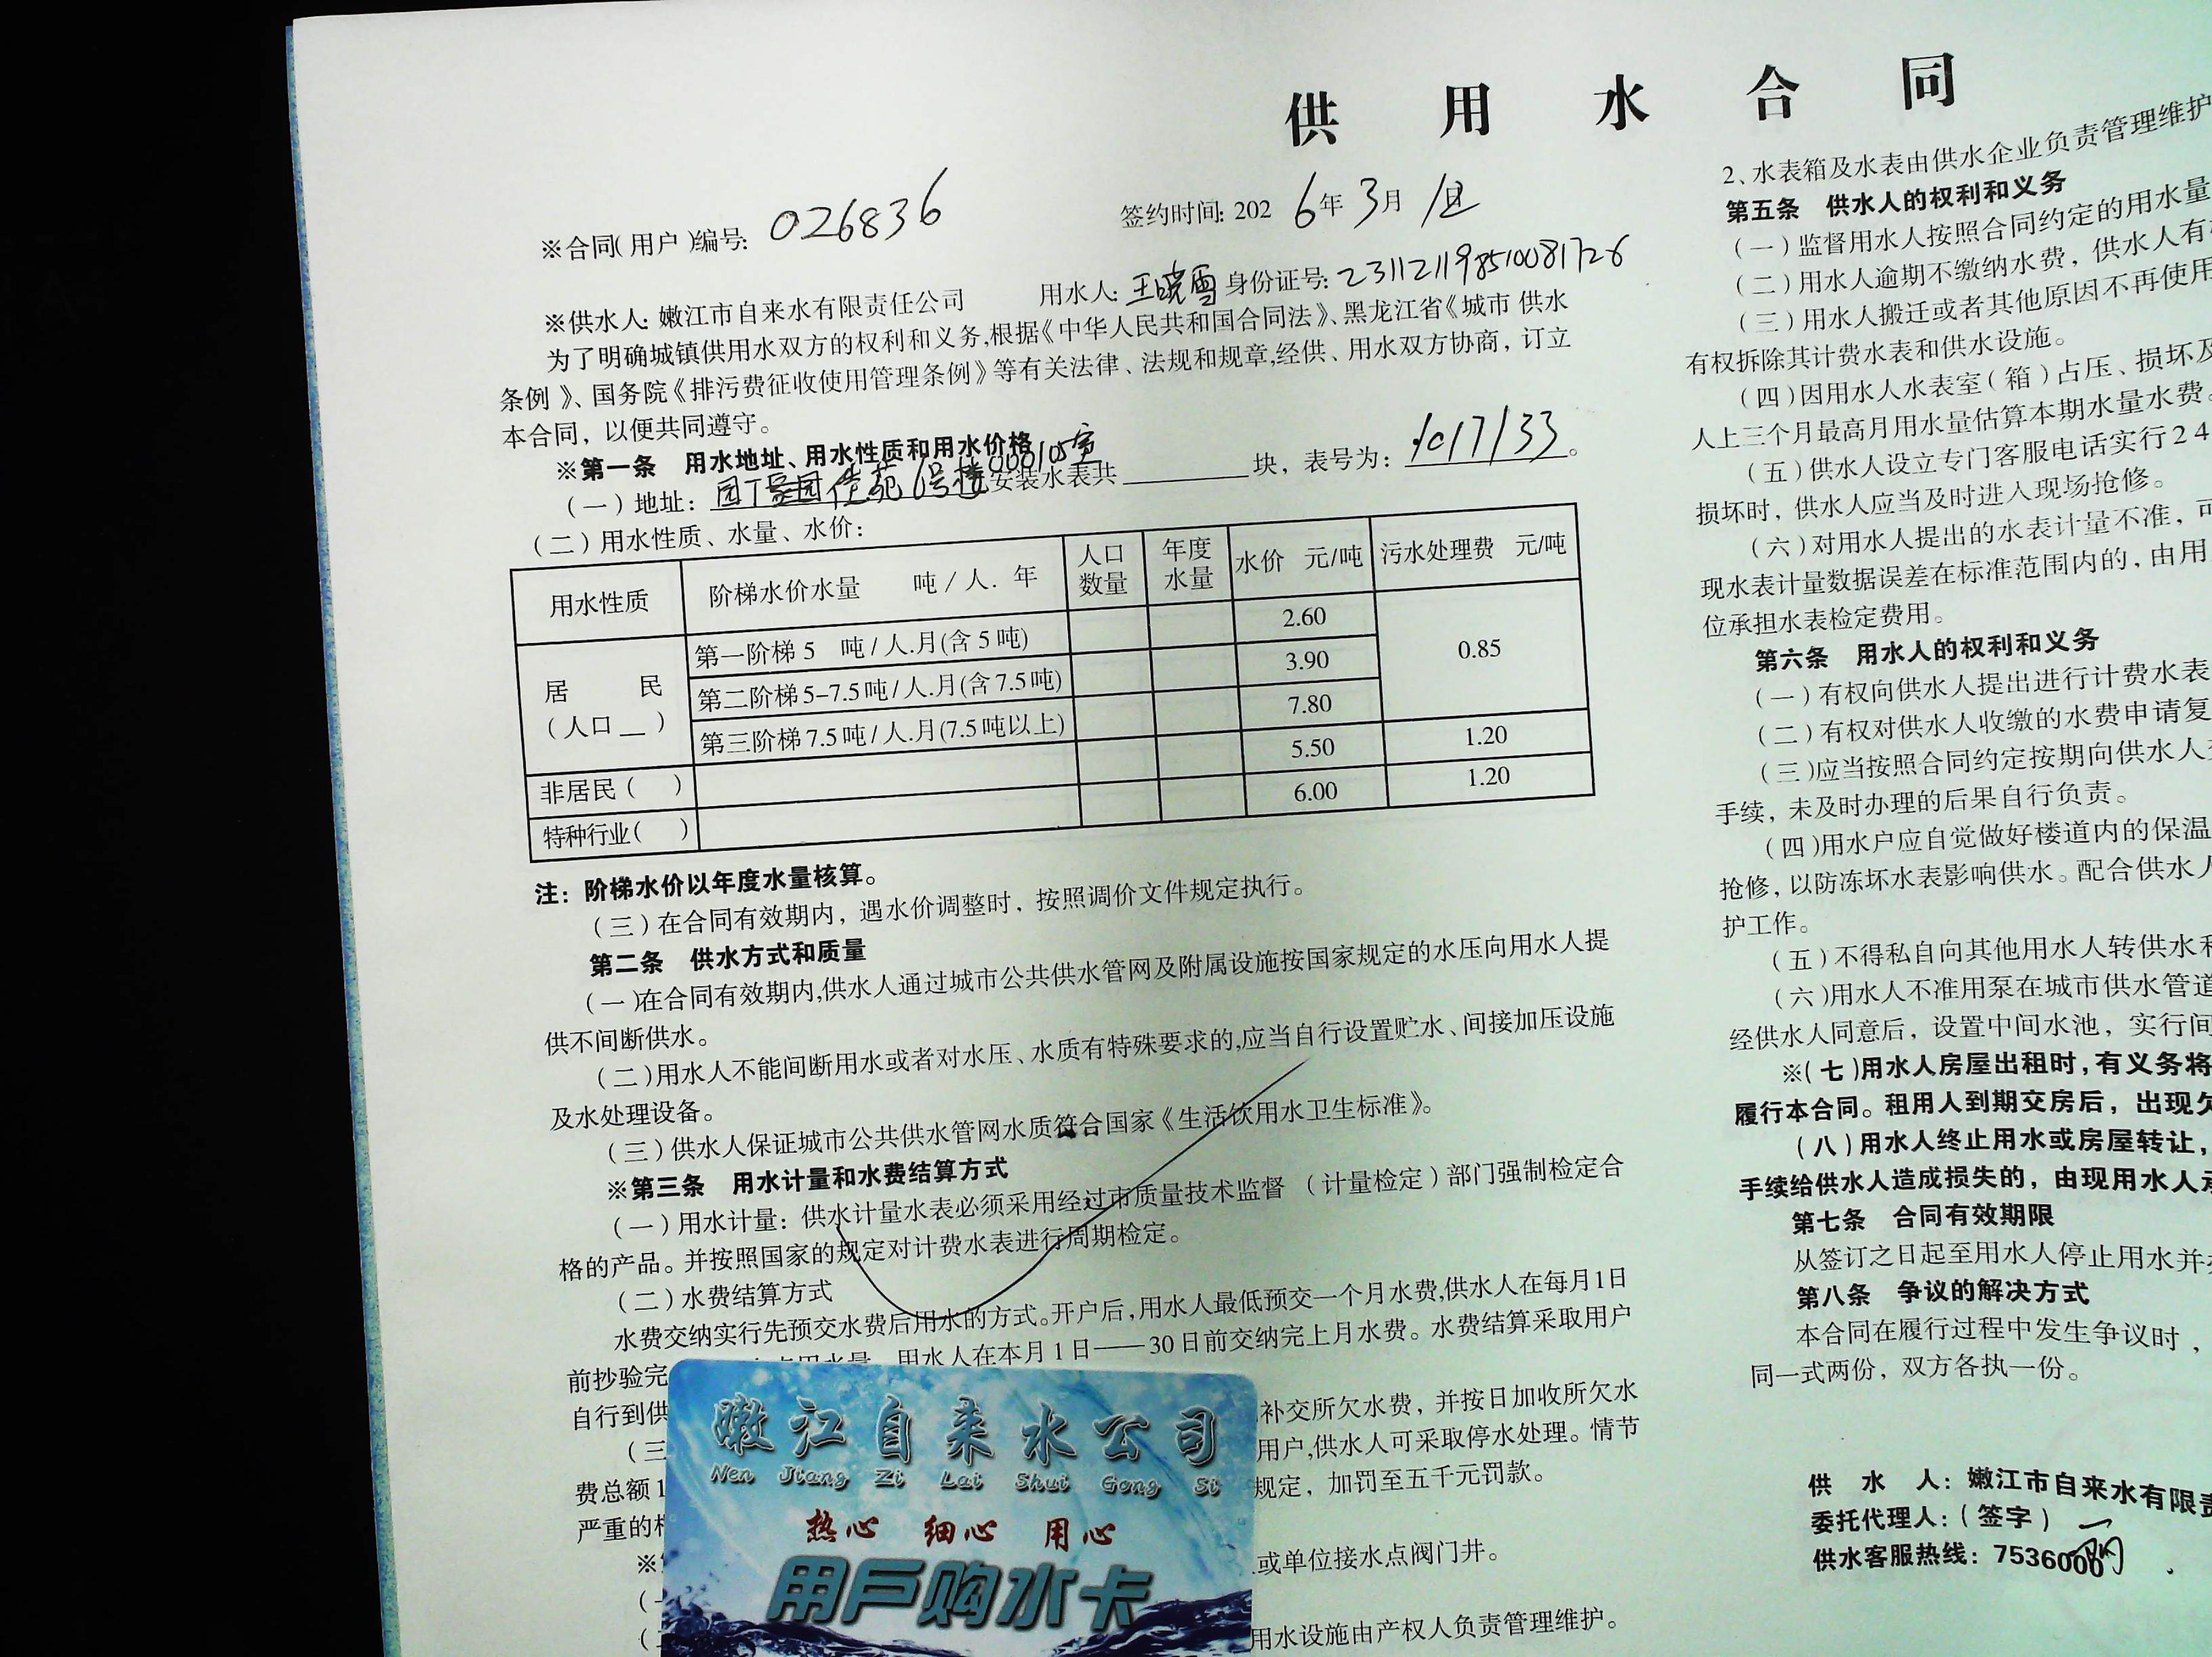 供用水合同
※合同(用户)编号: 026836
签约时间: 2026年3月1日
※供水人: 嫩江市自来水有限责任公司
用水人: 王晓雪 身份证号: 231121198510081726
为了明确城镇供用水双方的权利和义务,根据《中华人民共和国合同法》、黑龙江省《城市 供水
条例》、国务院《排污费征收使用管理条例》等有关法律、法规和规章,经供、用水双方协商，订立
本合同，以便共同遵守。
※第一条 用水地址、用水性质和用水价格
(一)地址: 园丁馨园佳苑6号楼000105室 安装水表共 块，表号为: 1017133。
(二)用水性质、水量、水价:
用水性质 阶梯水价水量 吨/人.年 人口数量 年度水量 水价 元/吨 污水处理费 元/吨
居 民 (人口__)
第一阶梯5 吨/人.月(含5吨) 2.60 0.85
第二阶梯5-7.5吨/人.月(含7.5吨) 3.90
第三阶梯7.5吨/人.月(7.5吨以上) 7.80
非居民( ) 5.50 1.20
特种行业( ) 6.00 1.20
注: 阶梯水价以年度水量核算。
(三)在合同有效期内，遇水价调整时，按照调价文件规定执行。
第二条 供水方式和质量
(一)在合同有效期内,供水人通过城市公共供水管网及附属设施按国家规定的水压向用水人提
供不间断供水。
(二)用水人不能间断用水或者对水压、水质有特殊要求的,应当自行设置贮水、间接加压设施
及水处理设备。
(三)供水人保证城市公共供水管网水质符合国家《生活饮用水卫生标准》。
※第三条 用水计量和水费结算方式
(一)用水计量: 供水计量水表必须采用经过市质量技术监督 (计量检定)部门强制检定合
格的产品。并按照国家的规定对计费水表进行周期检定。
(二)水费结算方式
水费交纳实行先预交水费后用水的方式。开户后,用水人最低预交一个月水费,供水人在每月1日
前抄验完 用水量 用水人在本月1日——30日前交纳完上月水费。水费结算采取用户
自行到供
(三
补交所欠水费，并按日加收所欠水
费总额1
用户,供水人可采取停水处理。情节
严重的
规定，加罚至五千元罚款。
※
或单位接水点阀门井。
用水设施由产权人负责管理维护。
嫩江自来水公司
Nen Jiang Zi Lai Shui Gong Si
热心 细心 用心
用户购水卡
2、水表箱及水表由供水企业负责管理维护
第五条 供水人的权利和义务
(一)监督用水人按照合同约定的用水量
(二)用水人逾期不缴纳水费，供水人有
(三)用水人搬迁或者其他原因不再使用
有权拆除其计费水表和供水设施。
(四)因用水人水表室(箱)占压、损坏及
人上三个月最高月用水量估算本期水量水费。
(五)供水人设立专门客服电话实行24
损坏时，供水人应当及时进入现场抢修。
(六)对用水人提出的水表计量不准，可
现水表计量数据误差在标准范围内的，由用
位承担水表检定费用。
第六条 用水人的权利和义务
(一)有权向供水人提出进行计费水表
(二)有权对供水人收缴的水费申请复
(三)应当按照合同约定按期向供水人
手续，未及时办理的后果自行负责。
(四)用水户应自觉做好楼道内的保温
抢修，以防冻坏水表影响供水。配合供水人
护工作。
(五)不得私自向其他用水人转供水和
(六)用水人不准用泵在城市供水管道
经供水人同意后，设置中间水池，实行间
※(七)用水人房屋出租时,有义务将
履行本合同。租用人到期交房后，出现欠
(八)用水人终止用水或房屋转让，
手续给供水人造成损失的，由现用水人承
第七条 合同有效期限
从签订之日起至用水人停止用水并
第八条 争议的解决方式
本合同在履行过程中发生争议时，
同一式两份，双方各执一份。
供 水 人: 嫩江市自来水有限责
委托代理人:(签字)
供水客服热线: 7536000